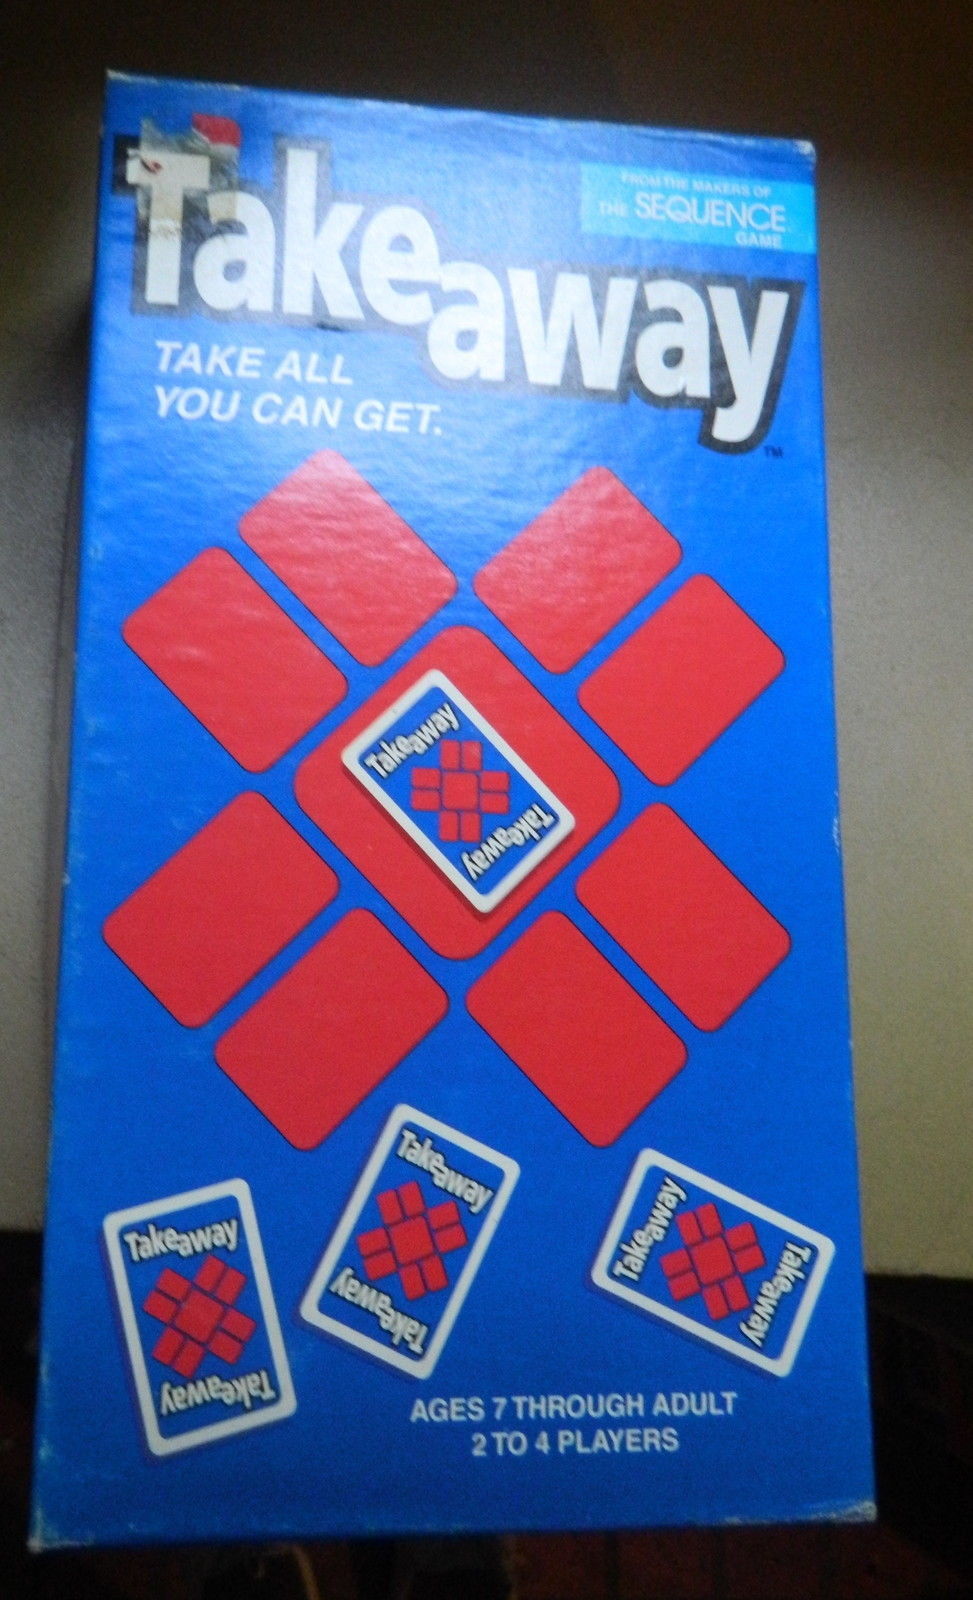 Takeaway
FROM THE MAKERS OF
THE SEQUENCE
GAME
TM
TAKE ALL
YOU CAN GET.
Takeaway
Takeaway
Takeaway
Takeaway
Takeaway
Takeaway
Takeaway
Takeaway
AGES 7 THROUGH ADULT
2 TO 4 PLAYERS